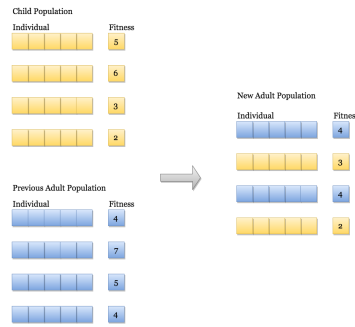 Child Population
Individual Fitness
5
6
3
2
Previous Adult Population
Individual Fitness
4
7
5
4
New Adult Population
Individual Fitnes
4
3
4
2